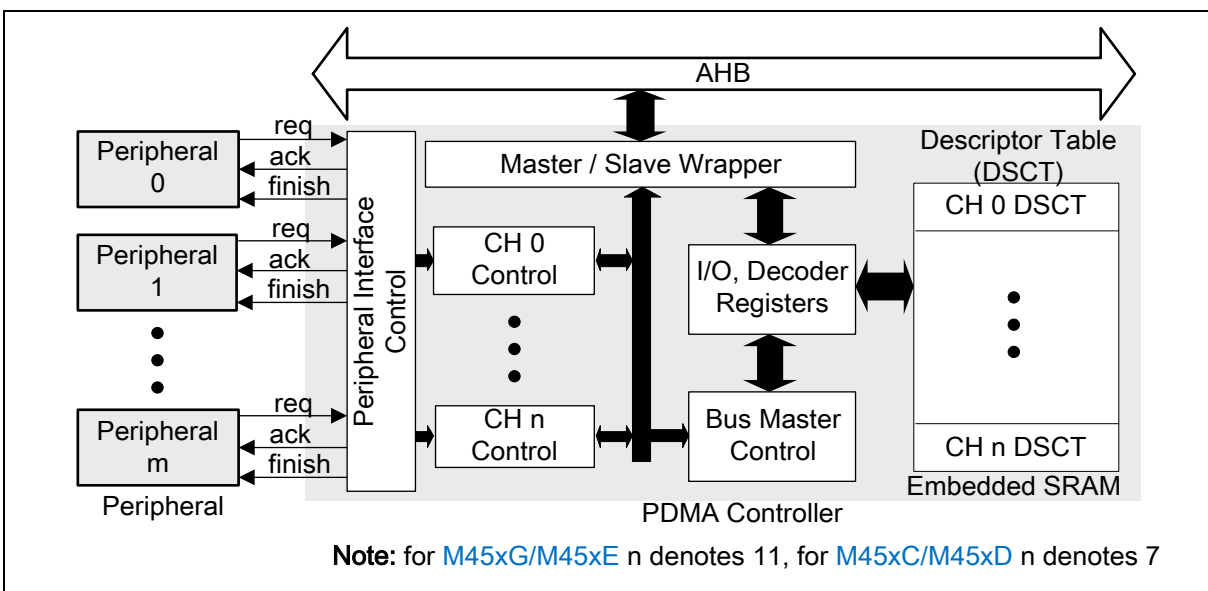 AHB
req
Peripheral
0
ack
finish
Master / Slave Wrapper
Descriptor Table
(DSCT)
CH 0 DSCT
req
Peripheral
1
ack
finish
Peripheral Interface
Control
CH 0
Control
I/O, Decoder
Registers
req
Peripheral
m
ack
finish
CH n
Control
Bus Master
Control
CH n DSCT
Peripheral
Embedded SRAM
PDMA Controller
Note: for M45xG/M45xE n denotes 11, for M45xC/M45xD n denotes 7